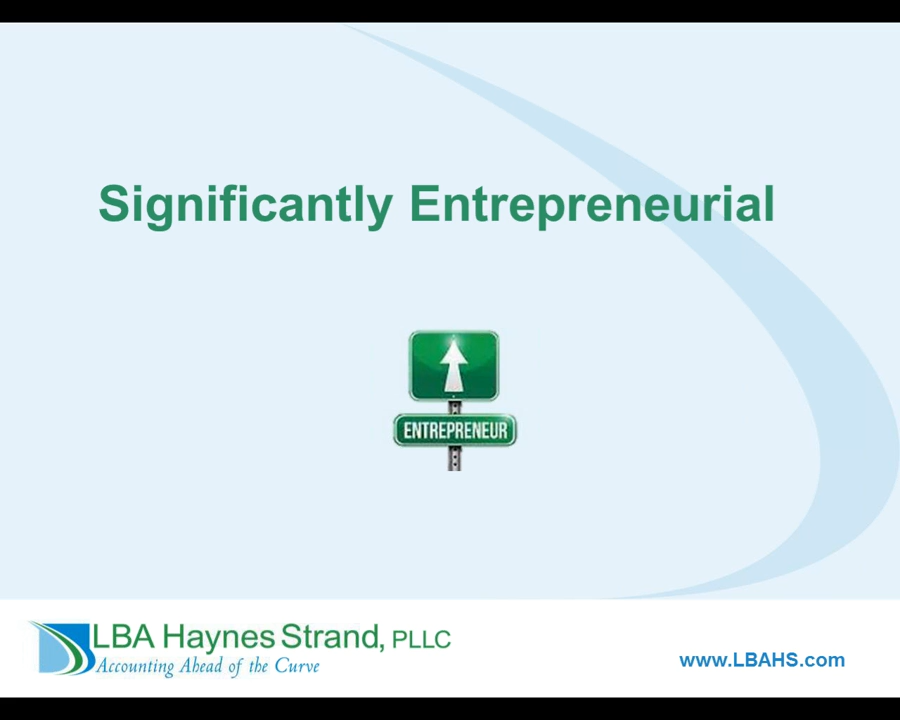 Significantly Entrepreneurial
ENTREPRENEUR
LBA Haynes Strand, PLLC
Accounting Ahead of the Curve
www.LBAHS.com